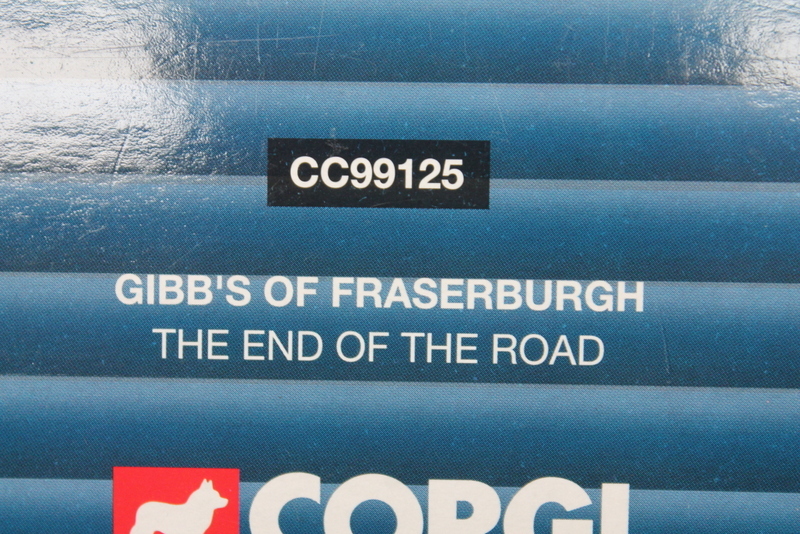 CC99125
GIBB'S OF FRASERBURGH
THE END OF THE ROAD
CORGI